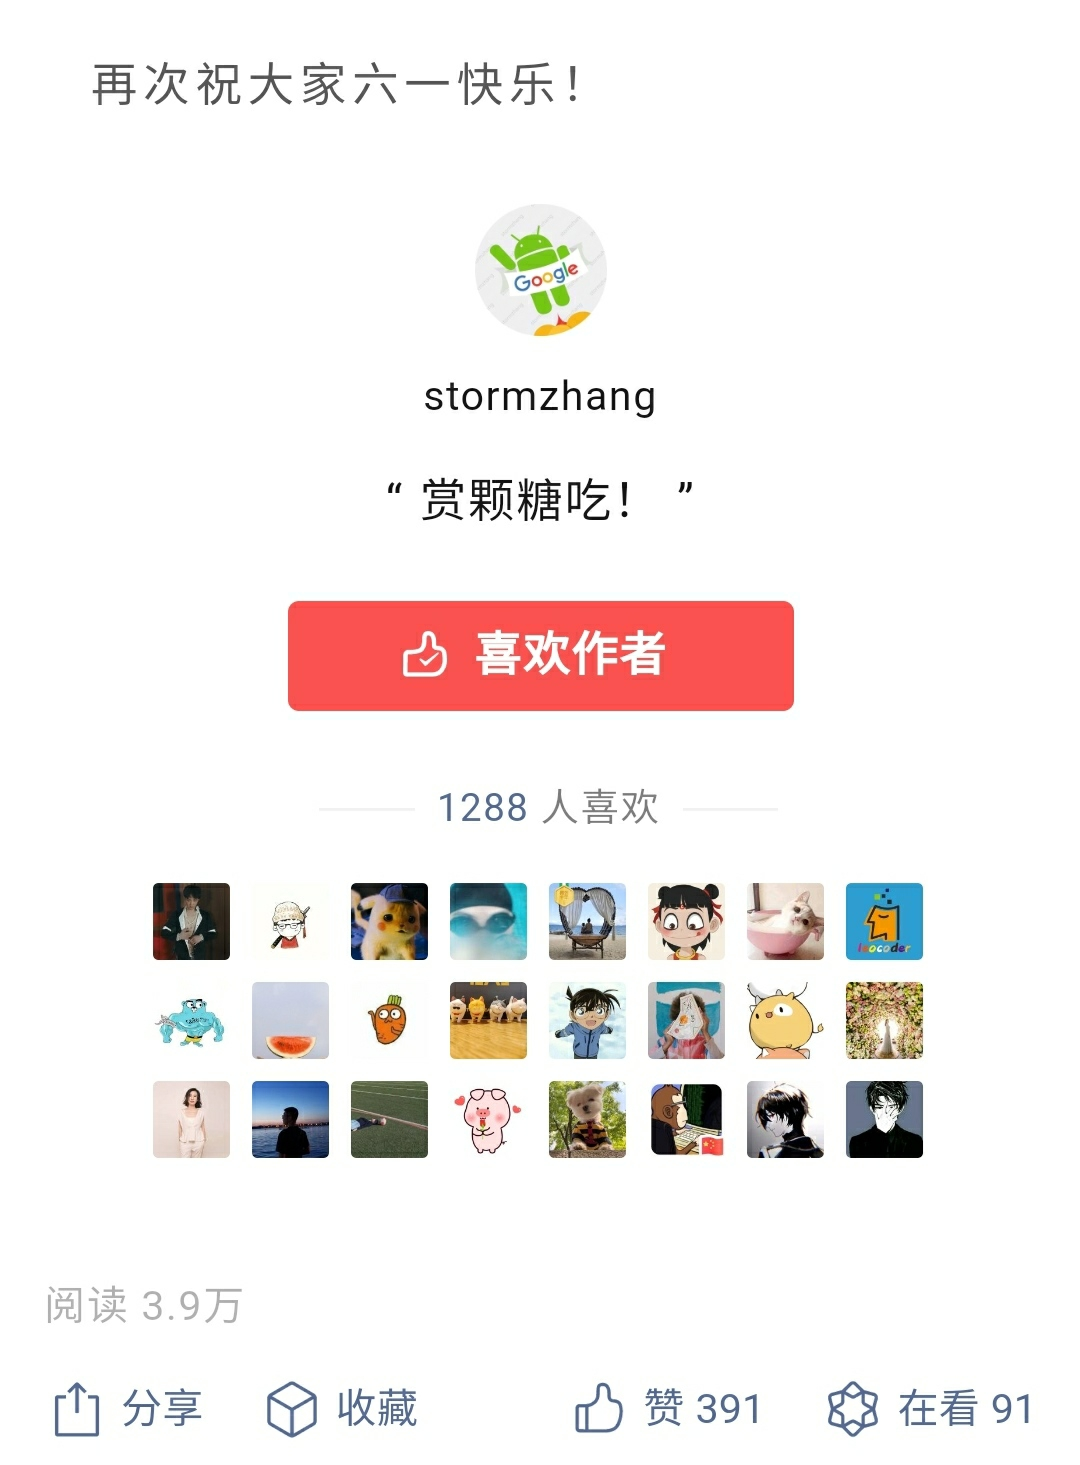 再次祝大家六一快乐！
Google
stormzhang
“ 赏颗糖吃！ ”
喜欢作者
1288 人喜欢
阅读 3.9万
分享 收藏 赞 391 在看 91